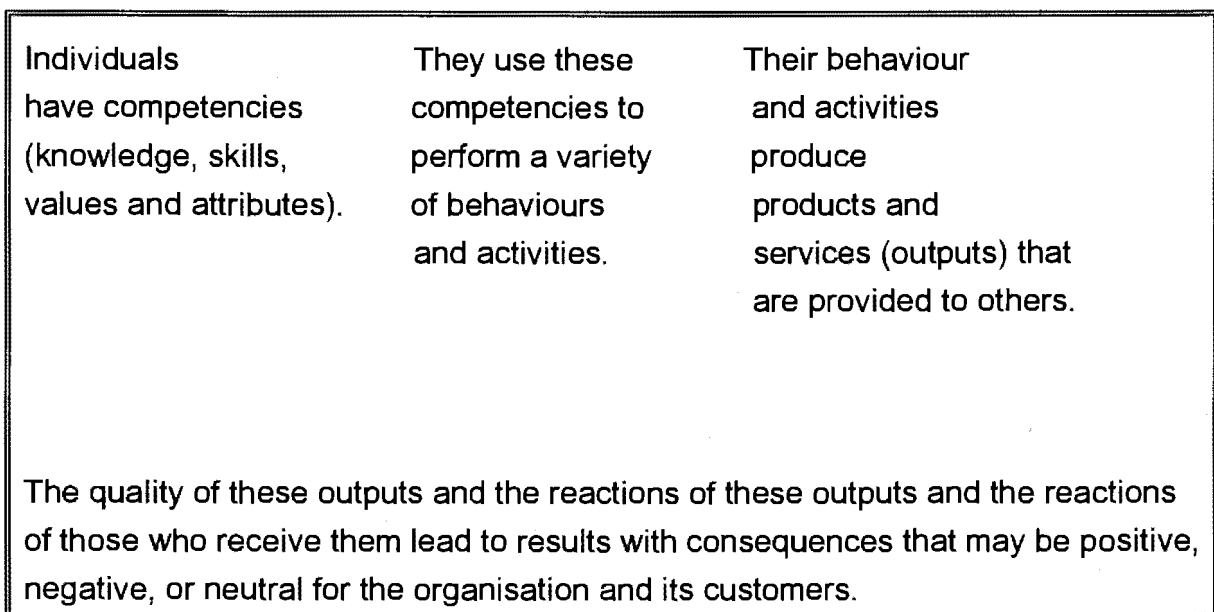 Individuals
have competencies
(knowledge, skills,
values and attributes).
They use these
competencies to
perform a variety
of behaviours
and activities.
Their behaviour
and activities
produce
products and
services (outputs) that
are provided to others.
The quality of these outputs and the reactions of these outputs and the reactions
of those who receive them lead to results with consequences that may be positive,
negative, or neutral for the organisation and its customers.